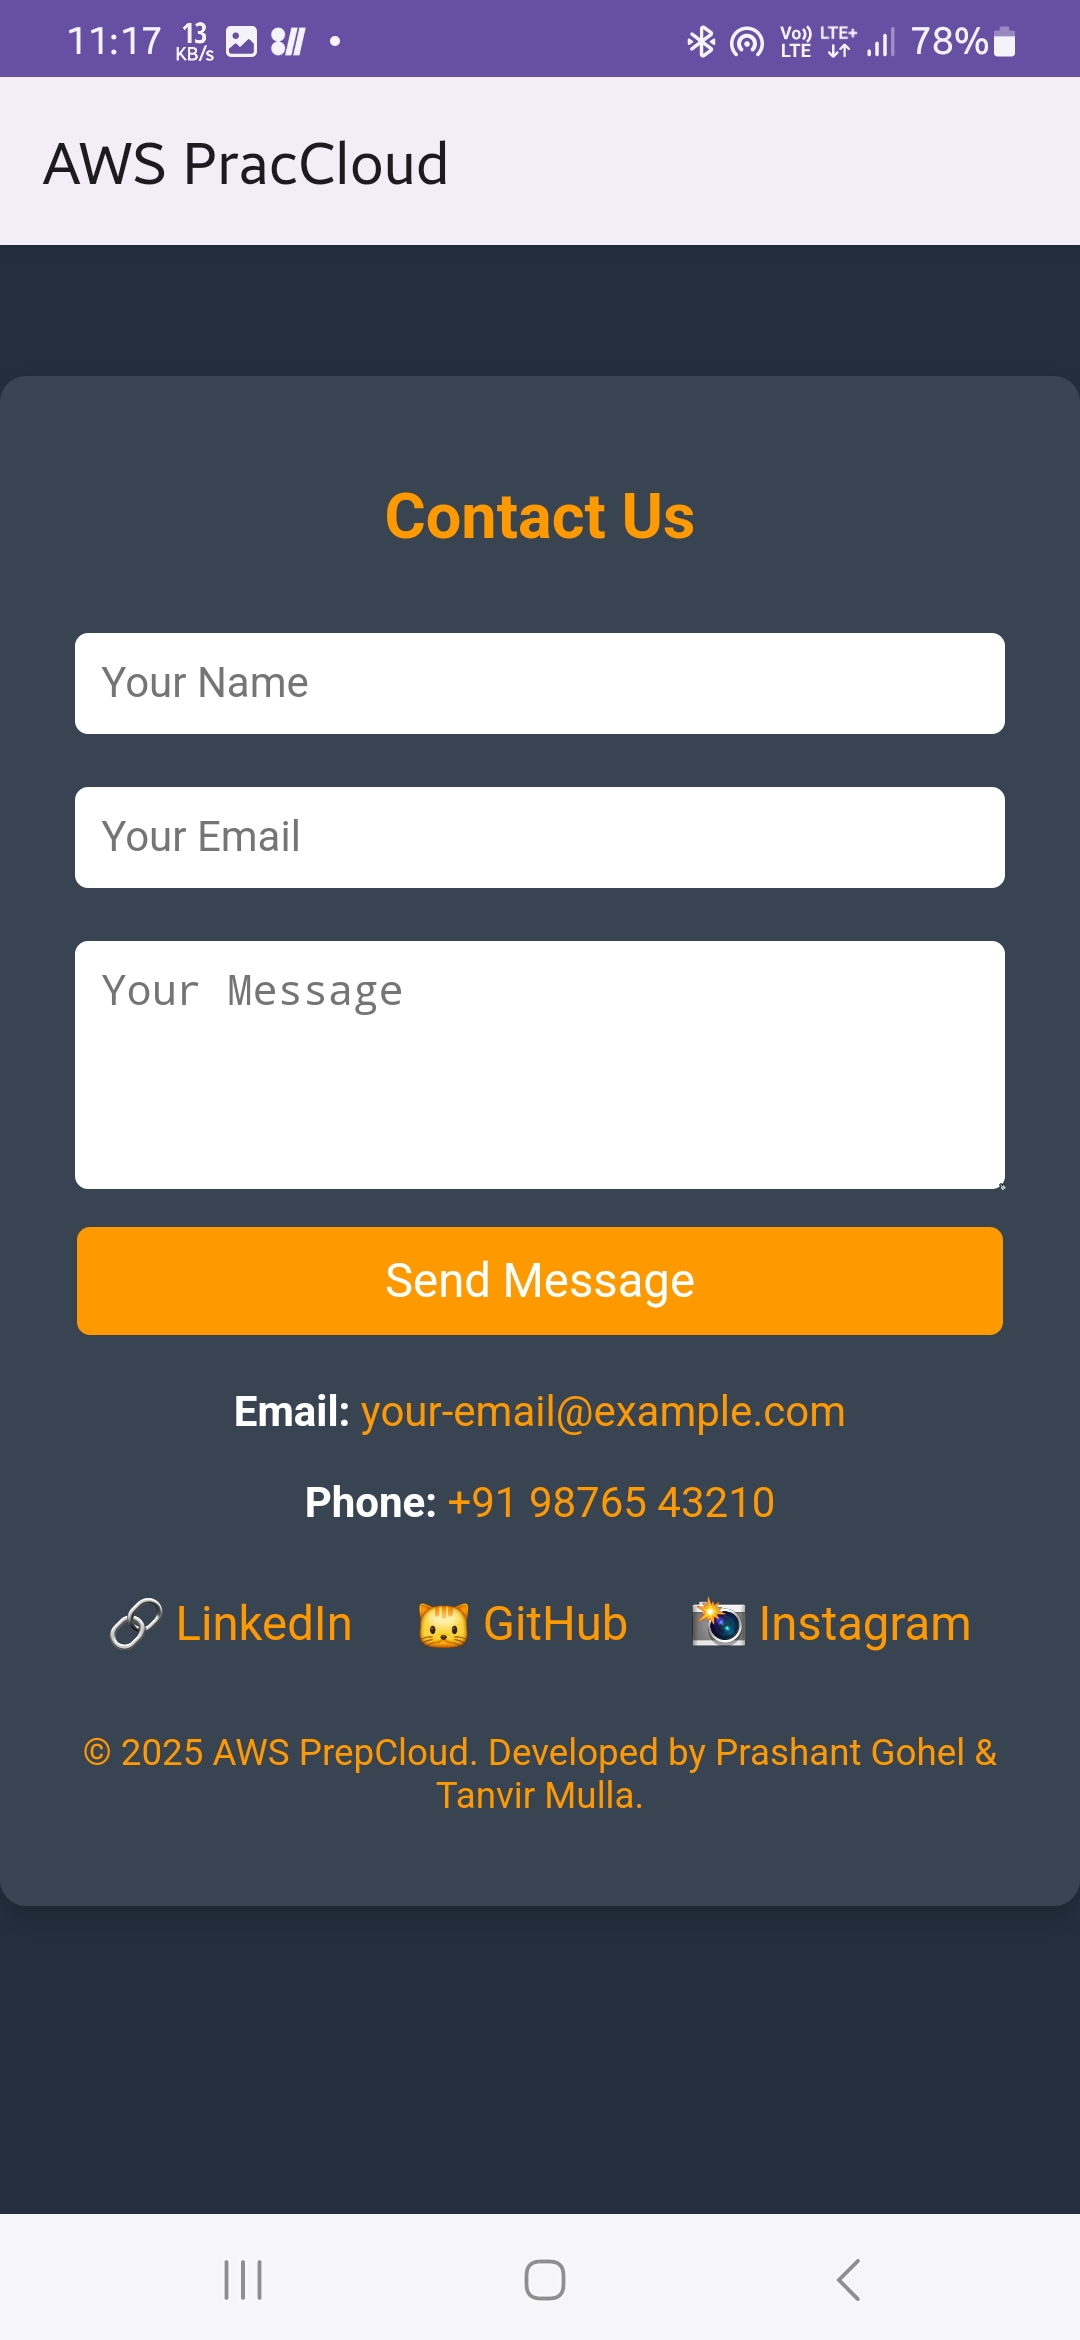 11:17 13 KB/s Vo)) LTE LTE+ 78%
AWS PracCloud
Contact Us
Your Name
Your Email
Your Message
Send Message
Email: your-email@example.com
Phone: +91 98765 43210
LinkedIn GitHub Instagram
© 2025 AWS PrepCloud. Developed by Prashant Gohel &
Tanvir Mulla.